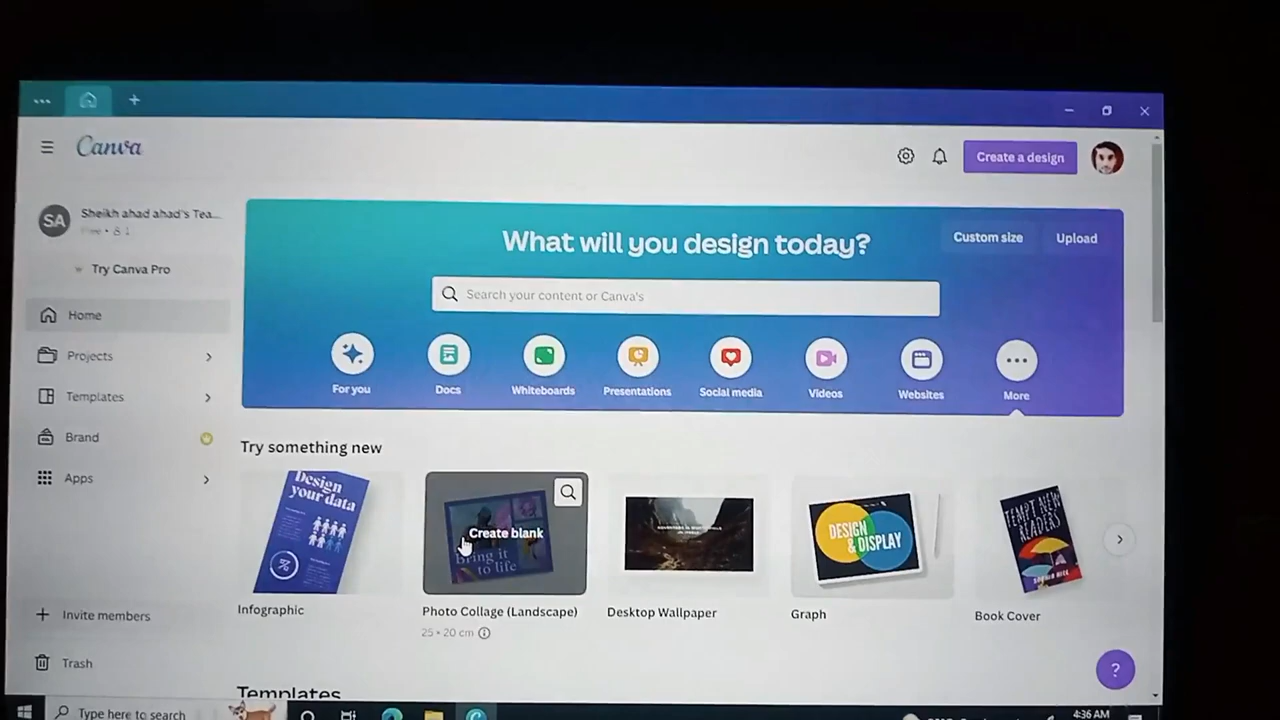 Canva
Create a design
SA
Sheikh ahad ahad's Tea...
Free • 1
Try Canva Pro
Home
Projects
Templates
Brand
Apps
Invite members
Trash
What will you design today?
Custom size
Upload
Search your content or Canva's
For you
Docs
Whiteboards
Presentations
Social media
Videos
Websites
More
Try something new
Design
your data
Create blank
Bring it
to life
DESIGN
& DISPLAY
TEMPT NEW
READERS
Infographic
Photo Collage (Landscape)
Desktop Wallpaper
Graph
Book Cover
25 × 20 cm
Templates
?
Type here to search
4:36 AM